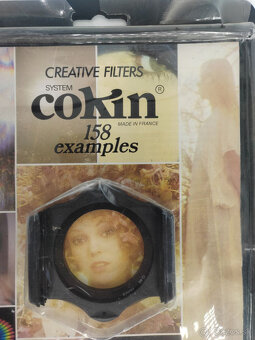 CREATIVE FILTERS
SYSTEM
cokin ®
MADE IN FRANCE
158
examples